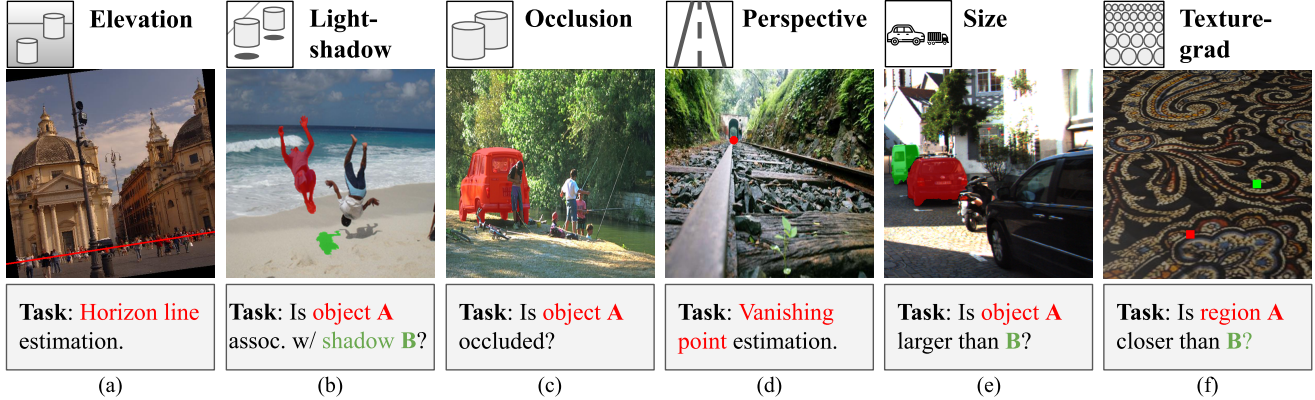 Elevation
Light-
shadow
Occlusion
Perspective
Size
Texture-
grad
Task: Horizon line
estimation.
Task: Is object A
assoc. w/ shadow B?
Task: Is object A
occluded?
Task: Vanishing
point estimation.
Task: Is object A
larger than B?
Task: Is region A
closer than B?
(a)
(b)
(c)
(d)
(e)
(f)